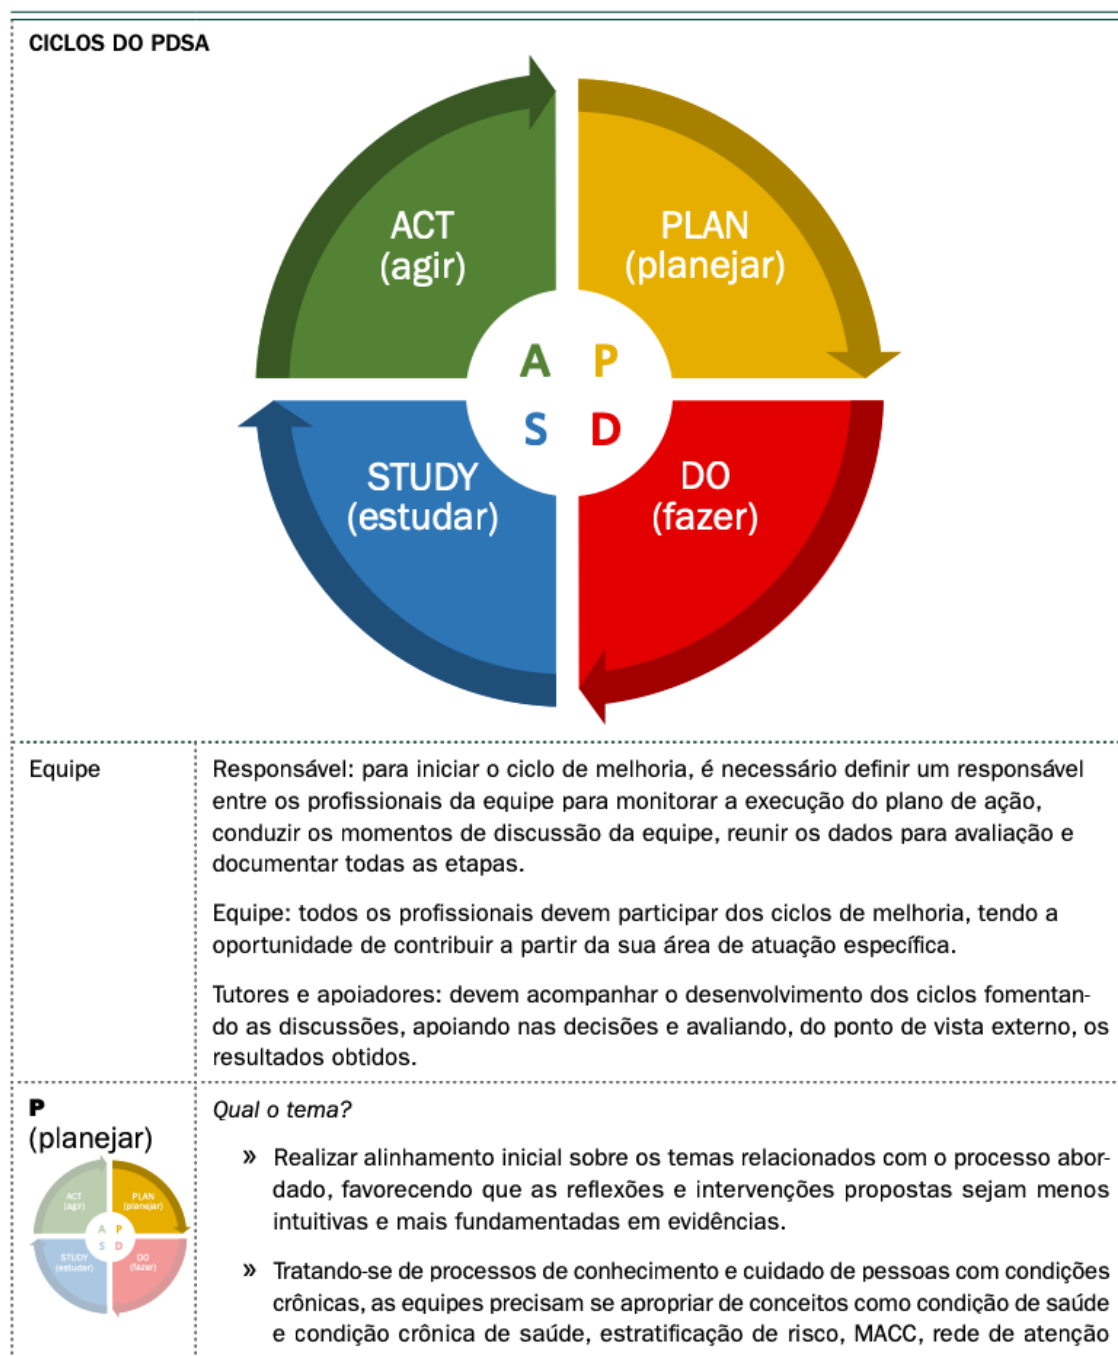 CICLOS DO PDSA
ACT
(agir)
PLAN
(planejar)
A P
S D
STUDY
(estudar)
DO
(fazer)
Equipe
Responsável: para iniciar o ciclo de melhoria, é necessário definir um responsável
entre os profissionais da equipe para monitorar a execução do plano de ação,
conduzir os momentos de discussão da equipe, reunir os dados para avaliação e
documentar todas as etapas.
Equipe: todos os profissionais devem participar dos ciclos de melhoria, tendo a
oportunidade de contribuir a partir da sua área de atuação específica.
Tutores e apoiadores: devem acompanhar o desenvolvimento dos ciclos fomentan-
do as discussões, apoiando nas decisões e avaliando, do ponto de vista externo, os
resultados obtidos.
P
(planejar)
ACT
(agir)
PLAN
(planejar)
A P
S D
STUDY
(estudar)
DO
(fazer)
Qual o tema?
» Realizar alinhamento inicial sobre os temas relacionados com o processo abor-
dado, favorecendo que as reflexões e intervenções propostas sejam menos
intuitivas e mais fundamentadas em evidências.
» Tratando-se de processos de conhecimento e cuidado de pessoas com condições
crônicas, as equipes precisam se apropriar de conceitos como condição de saúde
e condição crônica de saúde, estratificação de risco, MACC, rede de atenção